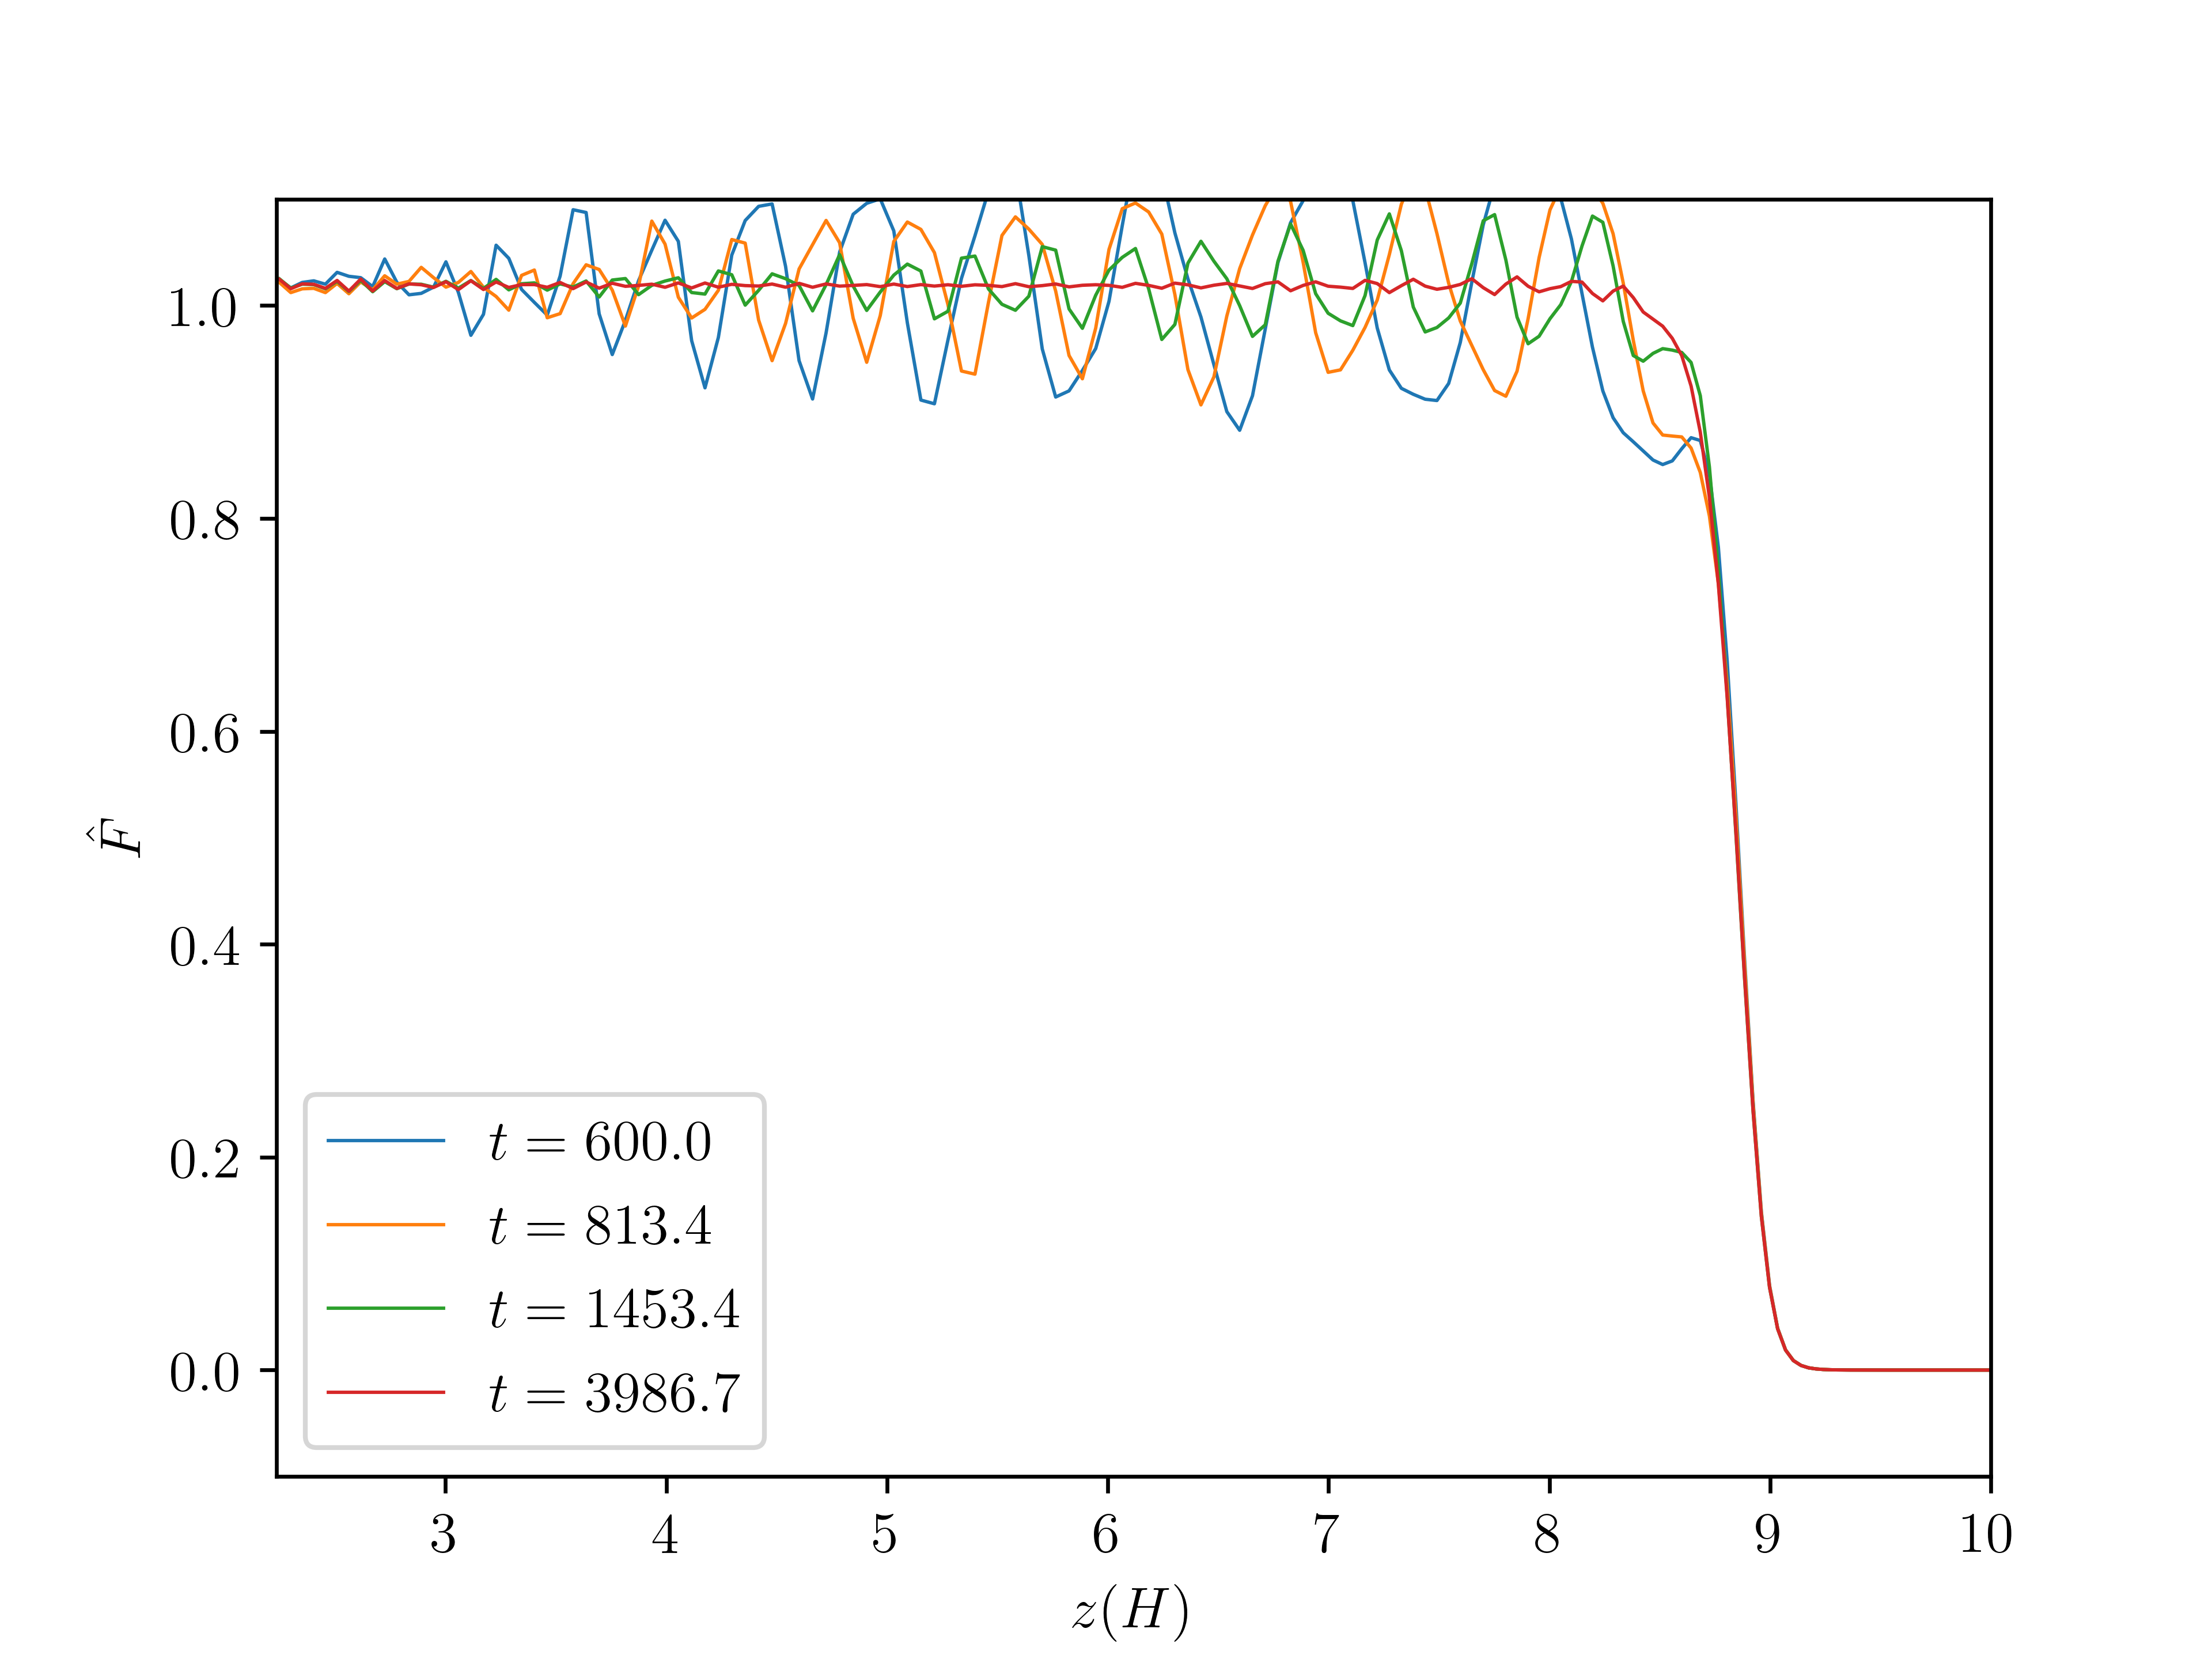 1.0
0.8
0.6
0.4
0.2
0.0
F̂
t = 600.0
t = 813.4
t = 1453.4
t = 3986.7
3 4 5 6 7 8 9 10
z(H)